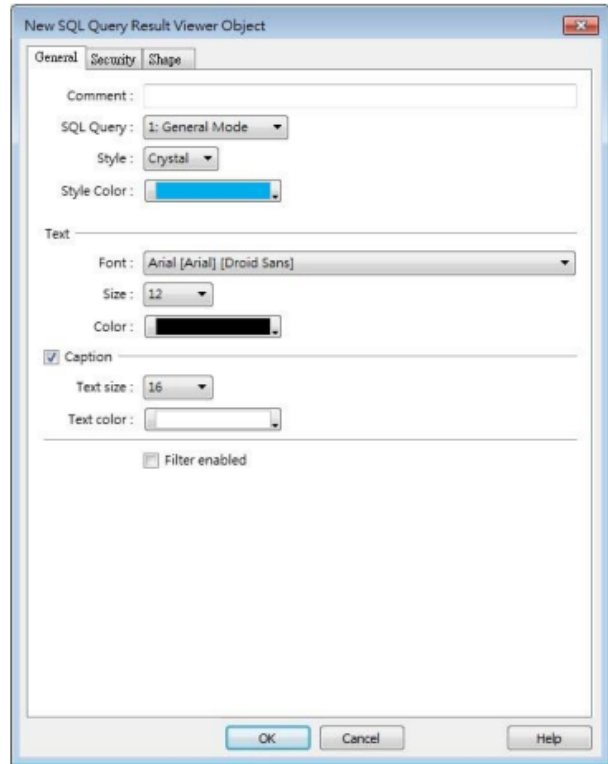 New SQL Query Result Viewer Object
General Security Shape
Comment :
SQL Query : 1: General Mode
Style : Crystal
Style Color :
Text
Font : Arial [Arial] [Droid Sans]
Size : 12
Color :
Caption
Text size : 16
Text color :
Filter enabled
OK Cancel Help